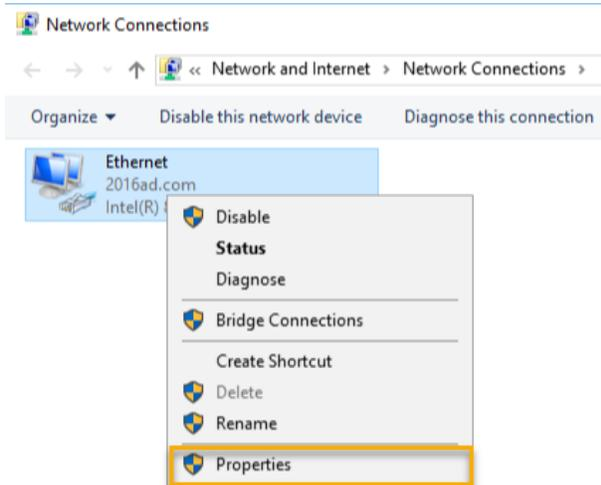 Network Connections
« Network and Internet > Network Connections >
Organize Disable this network device Diagnose this connection
Ethernet
2016ad.com
Intel(R)
Disable
Status
Diagnose
Bridge Connections
Create Shortcut
Delete
Rename
Properties